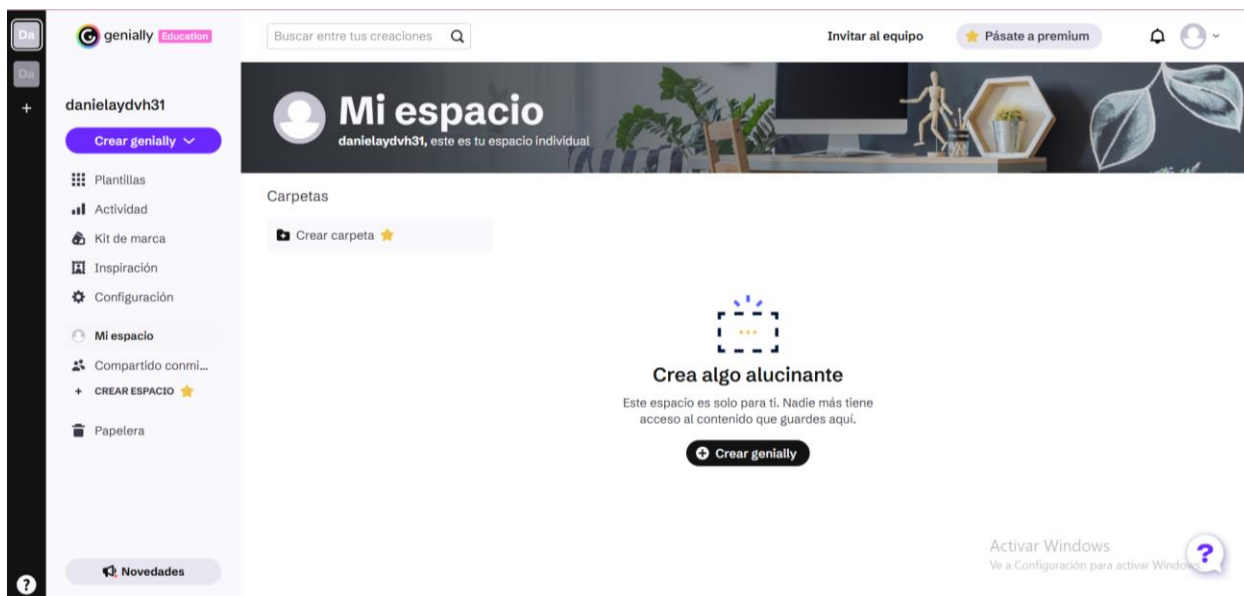 Da
Da
+
genially Education
danielaydvh31
Crear genially
Plantillas
Actividad
Kit de marca
Inspiración
Configuración
Mi espacio
Compartido conmi...
+ CREAR ESPACIO
Papelera
Novedades
?
Buscar entre tus creaciones
Invitar al equipo
Pásate a premium
Mi espacio
danielaydvh31, este es tu espacio individual
Carpetas
Crear carpeta
Crea algo alucinante
Este espacio es solo para ti. Nadie más tiene
acceso al contenido que guardes aquí.
Crear genially
Activar Windows
Ve a Configuración para activar Windows.
?